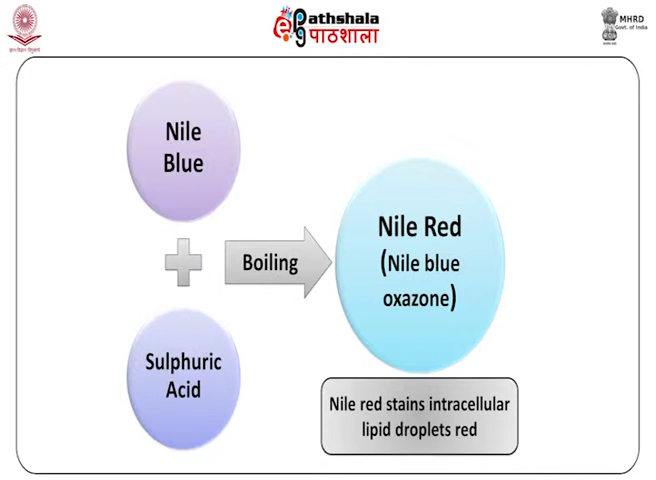 Pathshala
पाठशाला
MHRD
Govt. of India
Nile
Blue
Boiling
Sulphuric
Acid
Nile Red
(Nile blue
oxazone)
Nile red stains intracellular
lipid droplets red